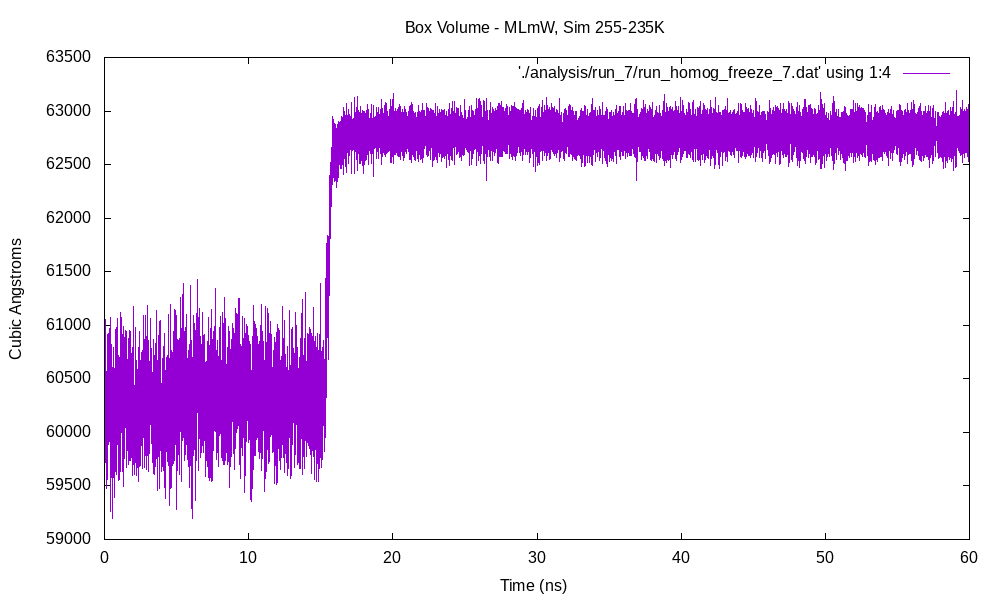 Box Volume - MLmW, Sim 255-235K
'./analysis/run_7/run_homog_freeze_7.dat' using 1:4
63500
63000
62500
62000
61500
61000
60500
60000
59500
59000
Cubic Angstroms
0 10 20 30 40 50 60
Time (ns)